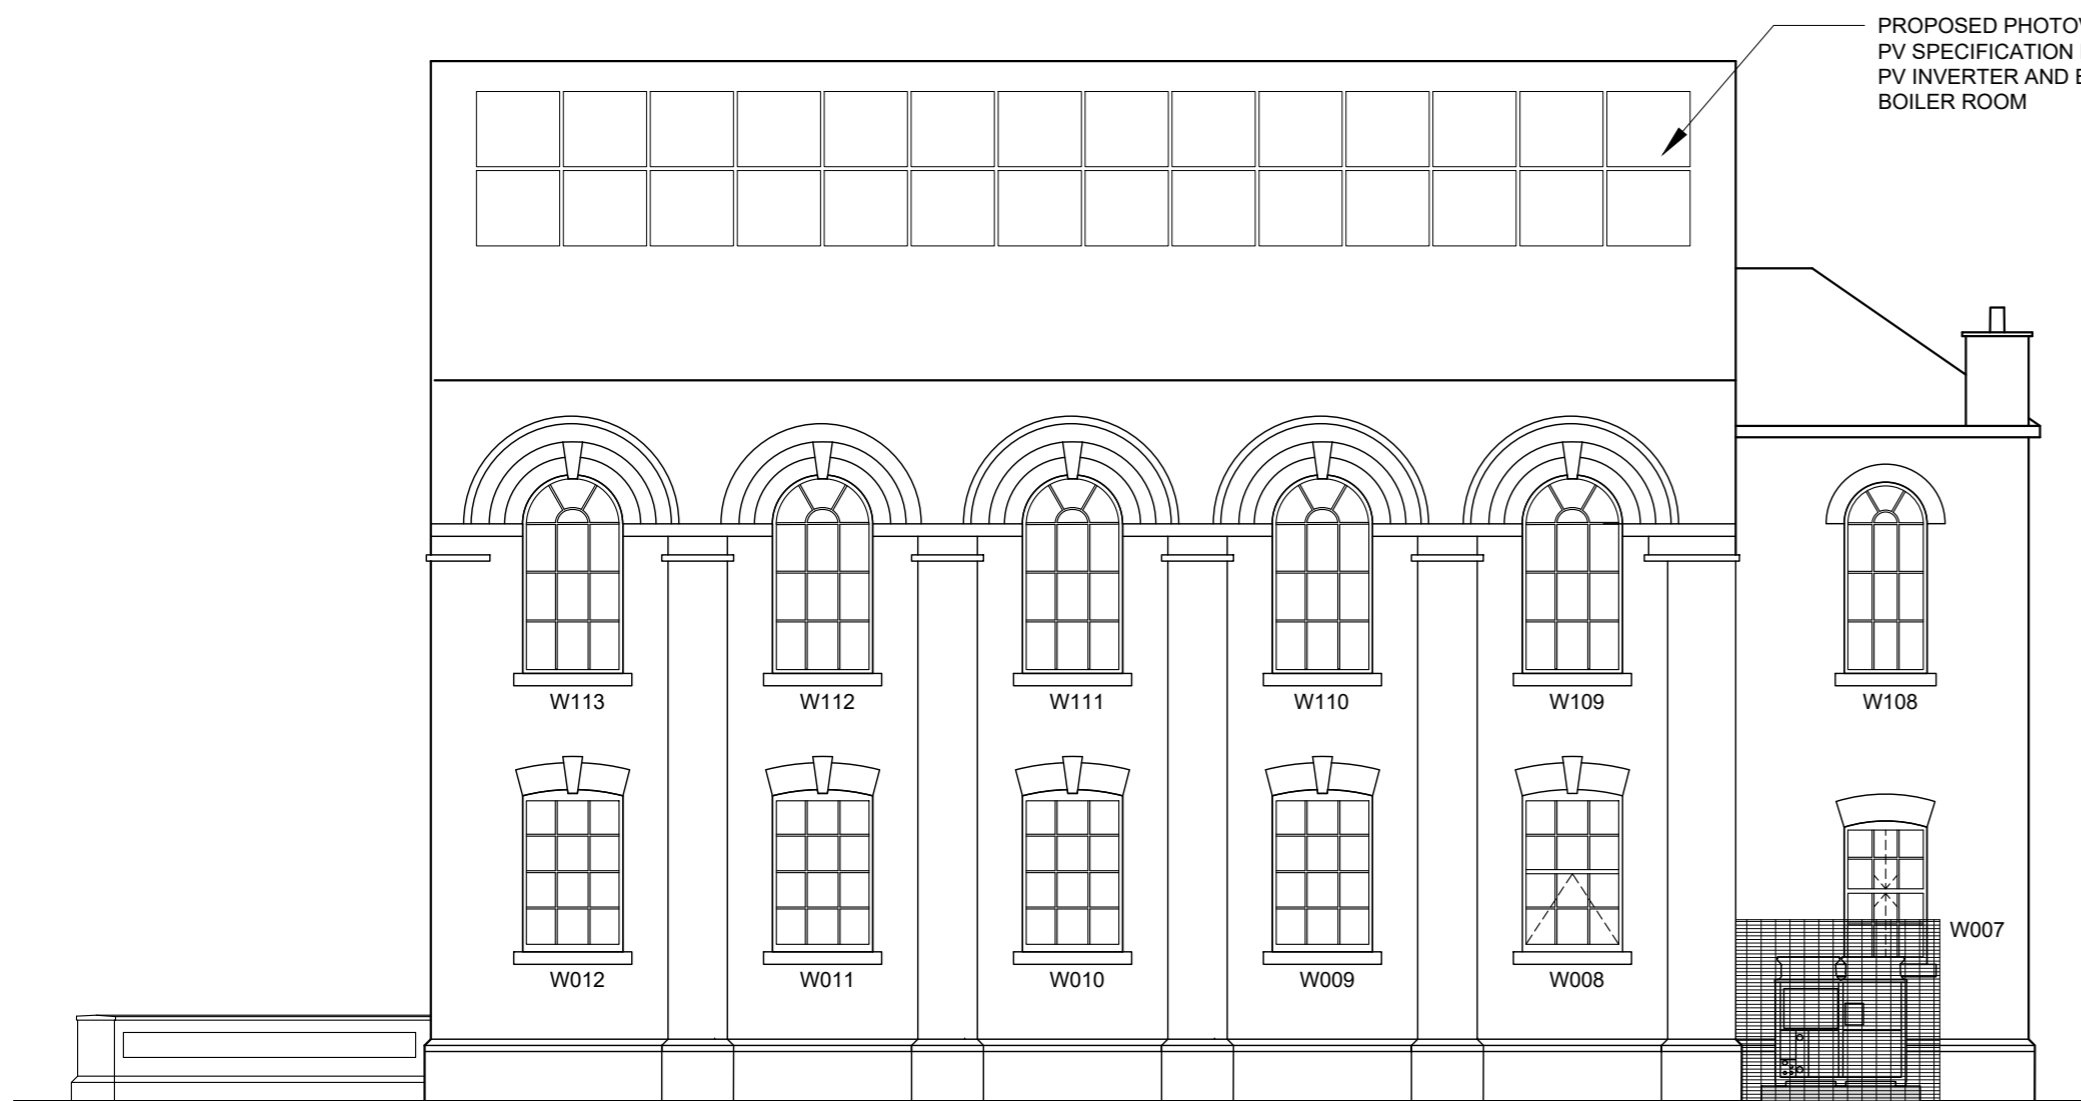 PROPOSED
PV SPECIFICATION
PV INVERTER AND
BOILER ROOM
W113
W112
W111
W110
W109
W108
W007
W012
W011
W010
W009
W008